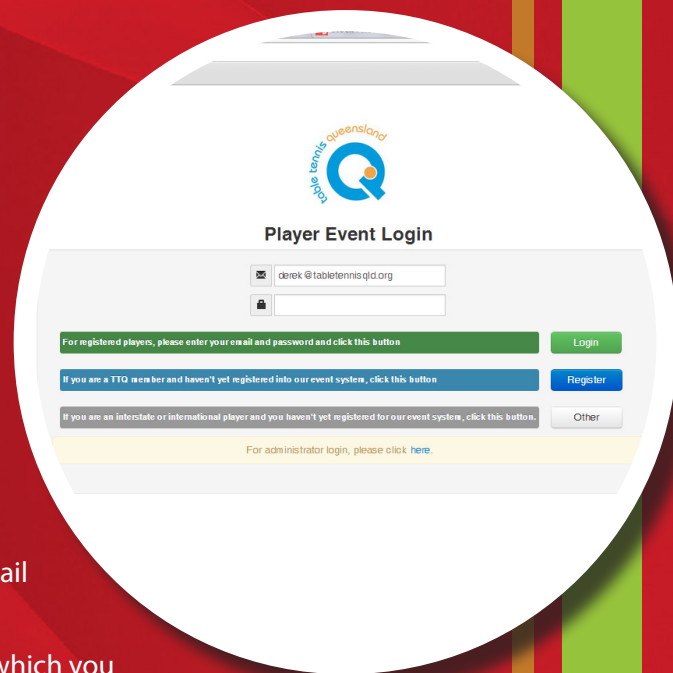 table tennis queensland
Player Event Login
derek@tabletennisqld.org
For registered players, please enter your email and password and click this button
Login
If you are a TTQ member and haven't yet registered into our event system, click this button
Register
If you are an interstate or international player and you haven't yet registered for our event system, click this button.
Other
For administrator login, please click here.
ail
which you